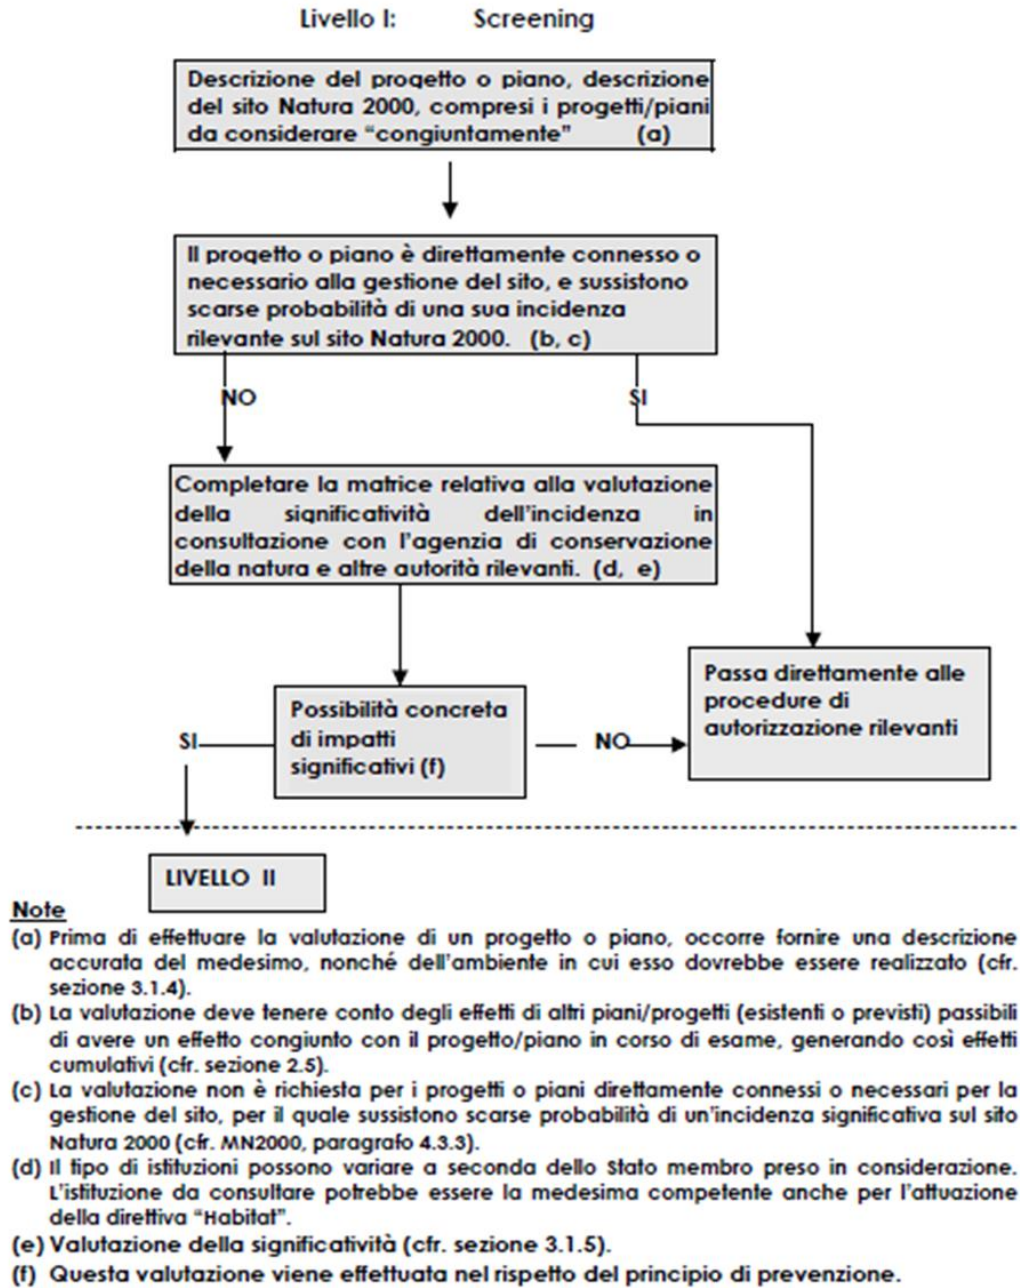 Livello I: Screening
Descrizione del progetto o piano, descrizione
del sito Natura 2000, compresi i progetti/piani
da considerare “congiuntamente” (a)
Il progetto o piano è direttamente connesso o
necessario alla gestione del sito, e sussistono
scarse probabilità di una sua incidenza
rilevante sul sito Natura 2000. (b, c)
NO SI
Completare la matrice relativa alla valutazione
della significatività dell'incidenza in
consultazione con l'agenzia di conservazione
della natura e altre autorità rilevanti. (d, e)
Possibilità concreta
di impatti
significativi (f)
SI
NO
Passa direttamente alle
procedure di
autorizzazione rilevanti
LIVELLO II
Note
(a) Prima di effettuare la valutazione di un progetto o piano, occorre fornire una descrizione
accurata del medesimo, nonché dell'ambiente in cui esso dovrebbe essere realizzato (cfr.
sezione 3.1.4).
(b) La valutazione deve tenere conto degli effetti di altri piani/progetti (esistenti o previsti) passibili
di avere un effetto congiunto con il progetto/piano in corso di esame, generando così effetti
cumulativi (cfr. sezione 2.5).
(c) La valutazione non è richiesta per i progetti o piani direttamente connessi o necessari per la
gestione del sito, per il quale sussistono scarse probabilità di un'incidenza significativa sul sito
Natura 2000 (cfr. MN2000, paragrafo 4.3.3).
(d) Il tipo di istituzioni possono variare a seconda dello Stato membro preso in considerazione.
L'istituzione da consultare potrebbe essere la medesima competente anche per l'attuazione
della direttiva “Habitat”.
(e) Valutazione della significatività (cfr. sezione 3.1.5).
(f) Questa valutazione viene effettuata nel rispetto del principio di prevenzione.